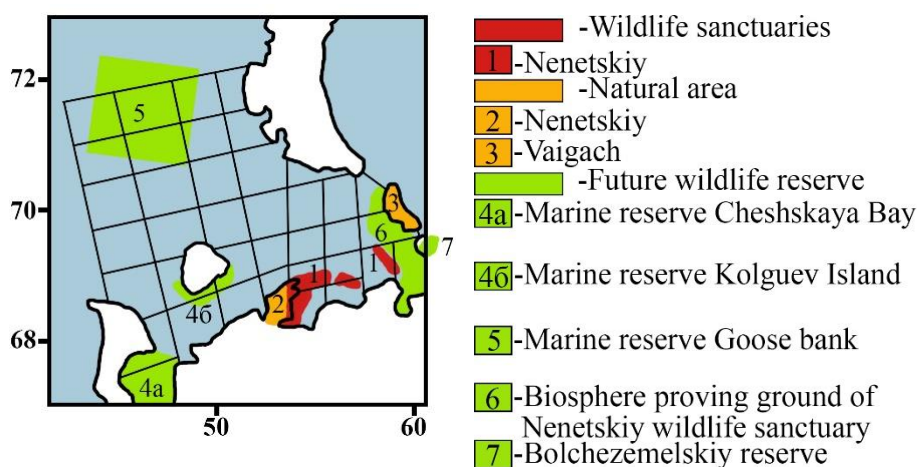 72
70
68
50
60
5
3
6
7
1
1
2
4б
4a
-Wildlife sanctuaries
1 -Nenetskiy
-Natural area
2 -Nenetskiy
3 -Vaigach
-Future wildlife reserve
4a -Marine reserve Cheshskaya Bay
4б -Marine reserve Kolguev Island
5 -Marine reserve Goose bank
6 -Biosphere proving ground of
Nenetskiy wildlife sanctuary
7 -Bolchezemelskiy reserve